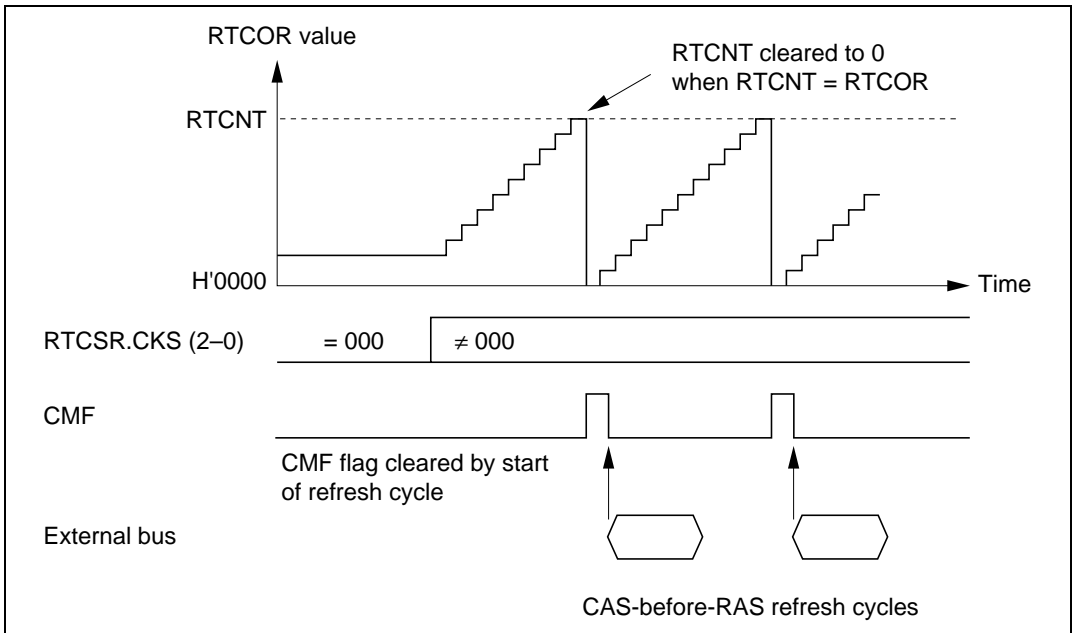 RTCOR value
RTCNT cleared to 0
when RTCNT = RTCOR
RTCNT
H'0000
Time
RTCSR.CKS (2–0)
= 000
≠ 000
CMF
CMF flag cleared by start
of refresh cycle
External bus
CAS-before-RAS refresh cycles